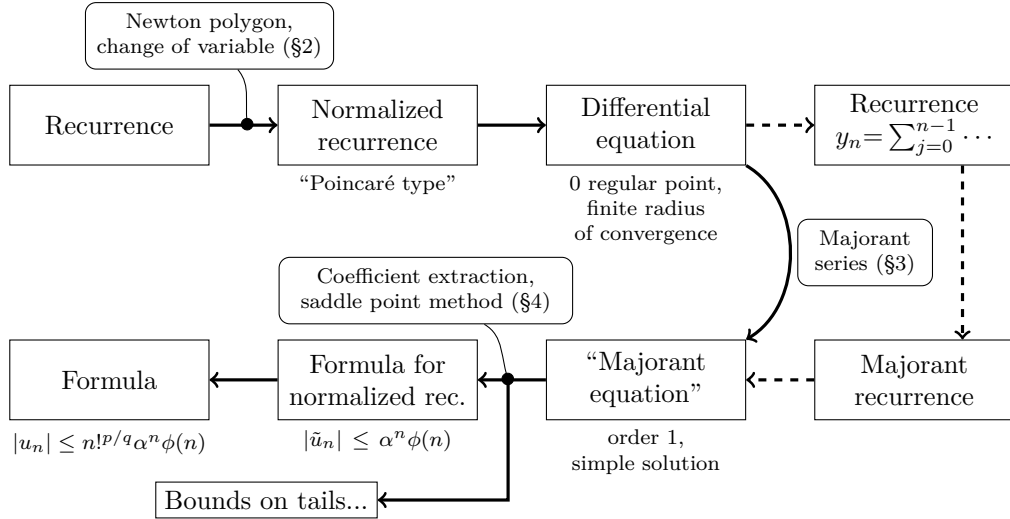 Newton polygon,
change of variable (§2)
Recurrence
Normalized
recurrence
“Poincaré type”
Differential
equation
0 regular point,
finite radius
of convergence
Recurrence
y_n=∑_{j=0}^{n−1} ⋯
Majorant
series (§3)
Coefficient extraction,
saddle point method (§4)
Formula
|u_n| ≤ n!^{p/q}α^nϕ(n)
Formula for
normalized rec.
|ũ_n| ≤ α^nϕ(n)
“Majorant
equation”
order 1,
simple solution
Majorant
recurrence
Bounds on tails...